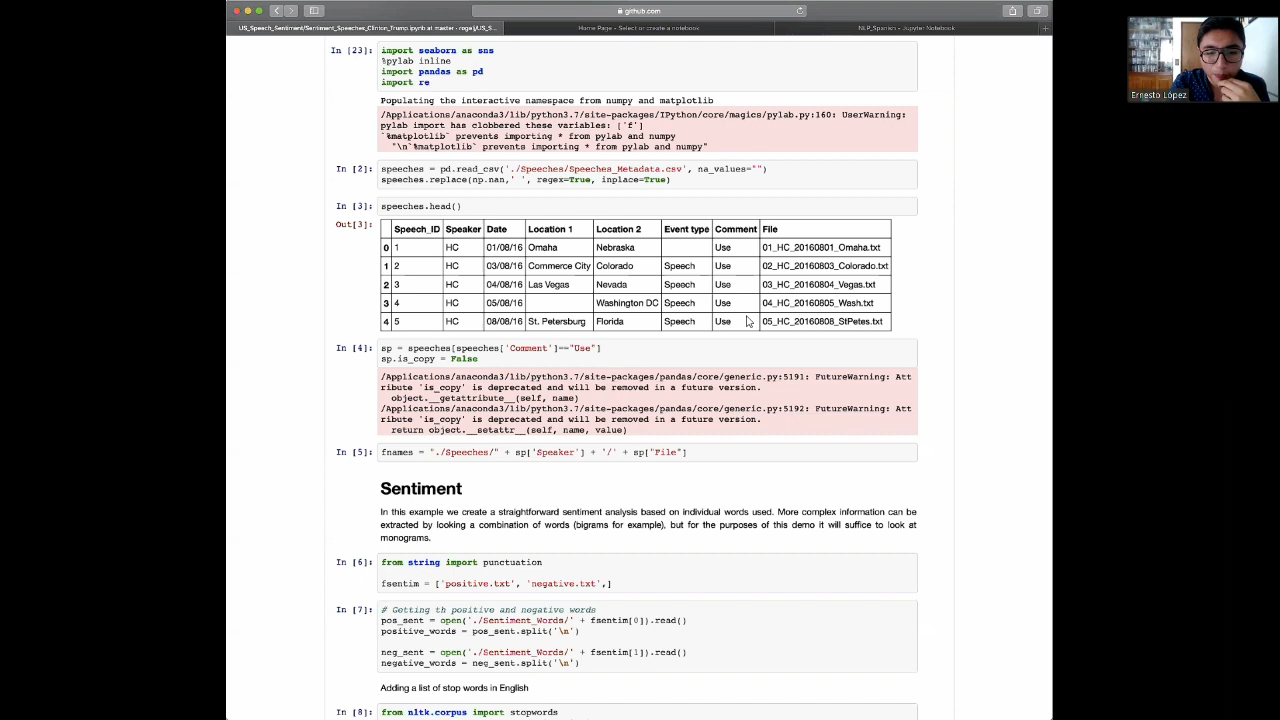 github.com
US_Speech_Sentiment/Sentiment_Speeches_Clinton_Trump.ipynb at master · rogelj/US_S...
Home Page - Select or create a notebook
NLP_Spanish - Jupyter Notebook
Ernesto López
In [23]: import seaborn as sns
%pylab inline
import pandas as pd
import re
Populating the interactive namespace from numpy and matplotlib
/Applications/anaconda3/lib/python3.7/site-packages/IPython/core/magics/pylab.py:160: UserWarning:
pylab import has clobbered these variables: ['f']
`%matplotlib` prevents importing * from pylab and numpy
"\n`%matplotlib` prevents importing * from pylab and numpy"
In [2]: speeches = pd.read_csv('./Speeches/Speeches_Metadata.csv', na_values="")
speeches.replace(np.nan,' ', regex=True, inplace=True)
In [3]: speeches.head()
Out[3]:
Speech_ID Speaker Date Location 1 Location 2 Event type Comment File
0 1 HC 01/08/16 Omaha Nebraska Use 01_HC_20160801_Omaha.txt
1 2 HC 03/08/16 Commerce City Colorado Speech Use 02_HC_20160803_Colorado.txt
2 3 HC 04/08/16 Las Vegas Nevada Speech Use 03_HC_20160804_Vegas.txt
3 4 HC 05/08/16 Washington DC Speech Use 04_HC_20160805_Wash.txt
4 5 HC 08/08/16 St. Petersburg Florida Speech Use 05_HC_20160808_StPetes.txt
In [4]: sp = speeches[speeches['Comment']=="Use"]
sp.is_copy = False
/Applications/anaconda3/lib/python3.7/site-packages/pandas/core/generic.py:5191: FutureWarning: Att
ribute 'is_copy' is deprecated and will be removed in a future version.
object.__getattribute__(self, name)
/Applications/anaconda3/lib/python3.7/site-packages/pandas/core/generic.py:5192: FutureWarning: Att
ribute 'is_copy' is deprecated and will be removed in a future version.
return object.__setattr__(self, name, value)
In [5]: fnames = "./Speeches/" + sp['Speaker'] + '/' + sp["File"]
Sentiment
In this example we create a straightforward sentiment analysis based on individual words used. More complex information can be
extracted by looking a combination of words (bigrams for example), but for the purposes of this demo it will suffice to look at
monograms.
In [6]: from string import punctuation
fsentim = ['positive.txt', 'negative.txt',]
In [7]: # Gotting th positive and negative words
pos_sent = open('./Sentiment_Words/' + fsentim[0]).read()
positive_words = pos_sent.split('\n')
neg_sent = open('./Sentiment_Words/' + fsentim[1]).read()
negative_words = neg_sent.split('\n')
Adding a list of stop words in English
In [8]: from nltk.corpus import stopwords